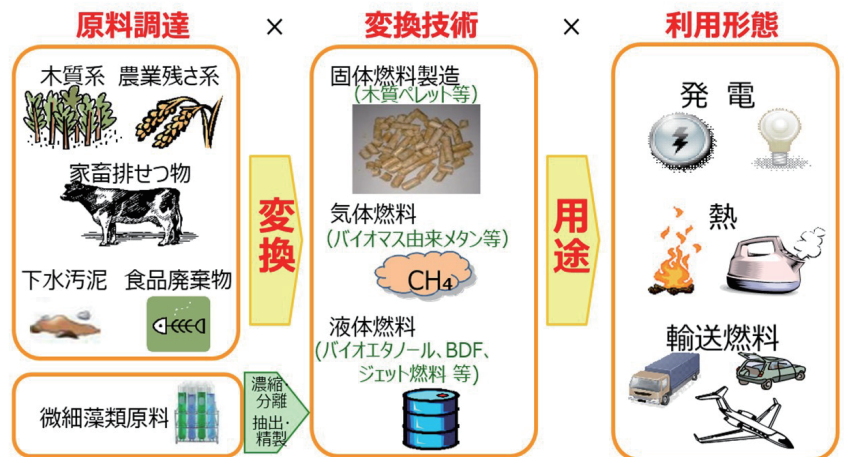 原料調達 × 変換技術 × 利用形態
木質系 農業残さ系
家畜排せつ物
下水汚泥 食品廃棄物
微細藻類原料
変換
濃縮・
分離
抽出・
精製
固体燃料製造
(木質ペレット等)
気体燃料
(バイオマス由来メタン等)
CH₄
液体燃料
(バイオエタノール、BDF、
ジェット燃料 等)
用途
発 電
熱
輸送燃料